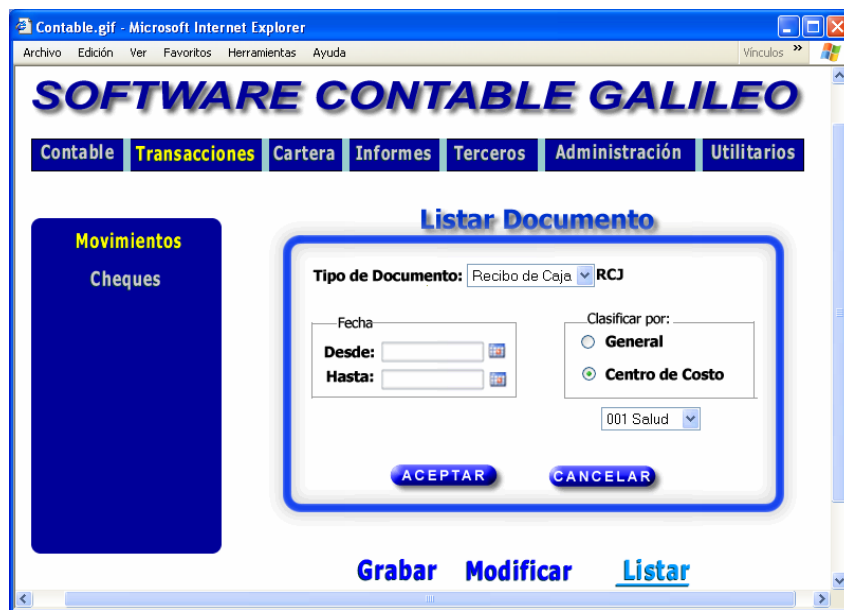 Contable.gif - Microsoft Internet Explorer
Archivo Edición Ver Favoritos Herramientas Ayuda Vínculos »
SOFTWARE CONTABLE GALILEO
Contable Transacciones Cartera Informes Terceros Administración Utilitarios
Movimientos
Cheques
Listar Documento
Tipo de Documento: Recibo de Caja RCJ
Fecha
Desde:
Hasta:
Clasificar por:
General
Centro de Costo
001 Salud
ACEPTAR CANCELAR
Grabar Modificar Listar